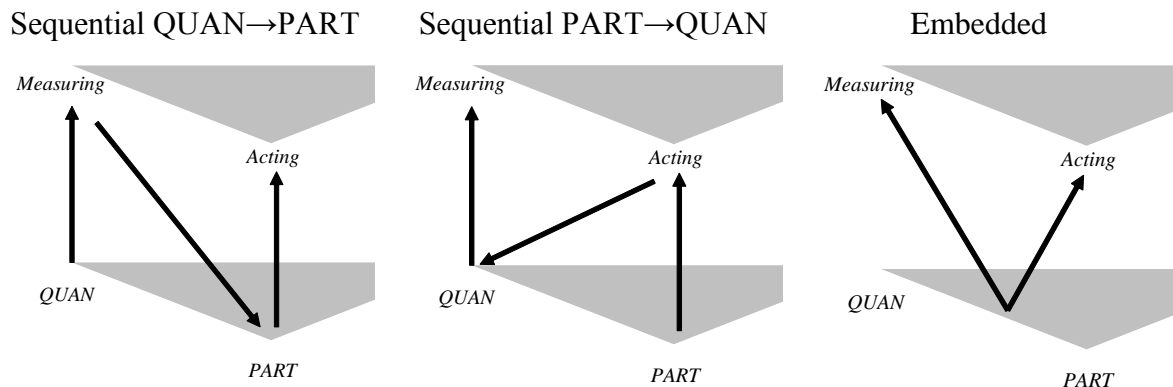 Sequential QUAN→PART
Measuring
Acting
QUAN
PART
Sequential PART→QUAN
Measuring
Acting
QUAN
PART
Embedded
Measuring
Acting
QUAN
PART